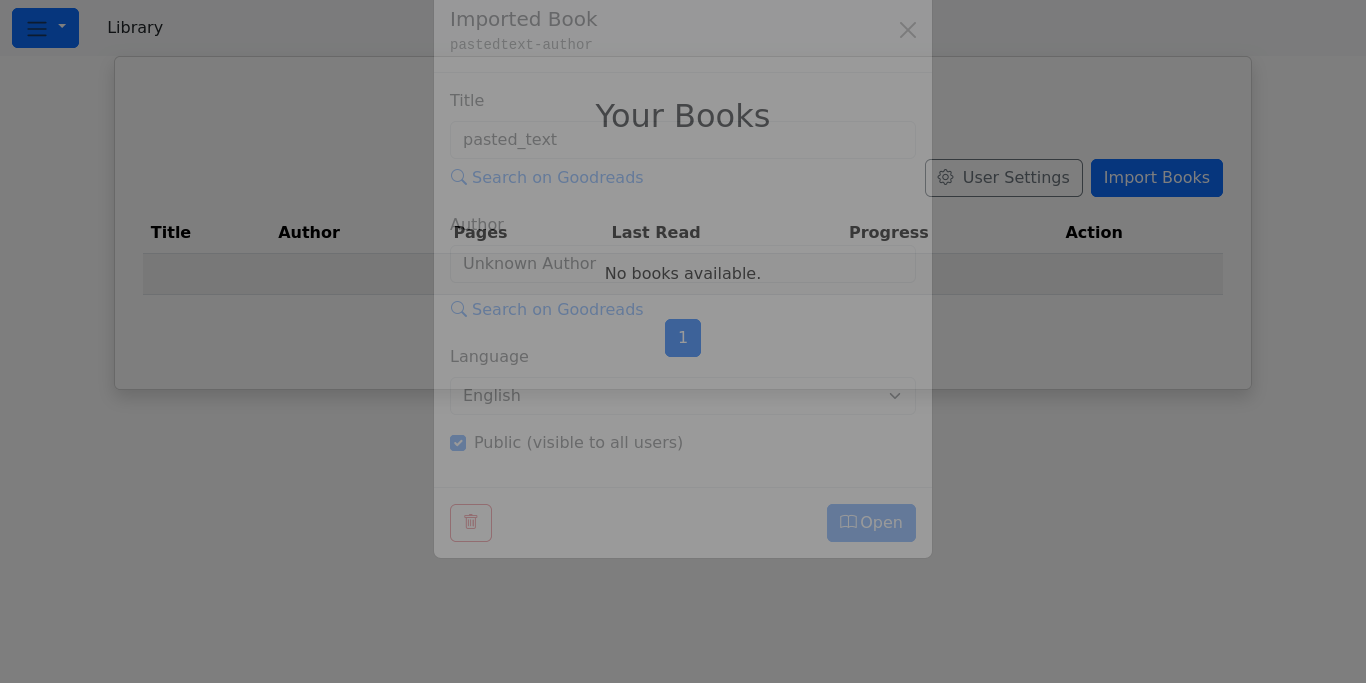 Library
Imported Book
pastedtext-author
Title
Your Books
pasted_text
Search on Goodreads
User Settings
Import Books
Author
Title Author Pages Last Read Progress Action
Unknown Author
No books available.
Search on Goodreads
1
Language
English
Public (visible to all users)
Open